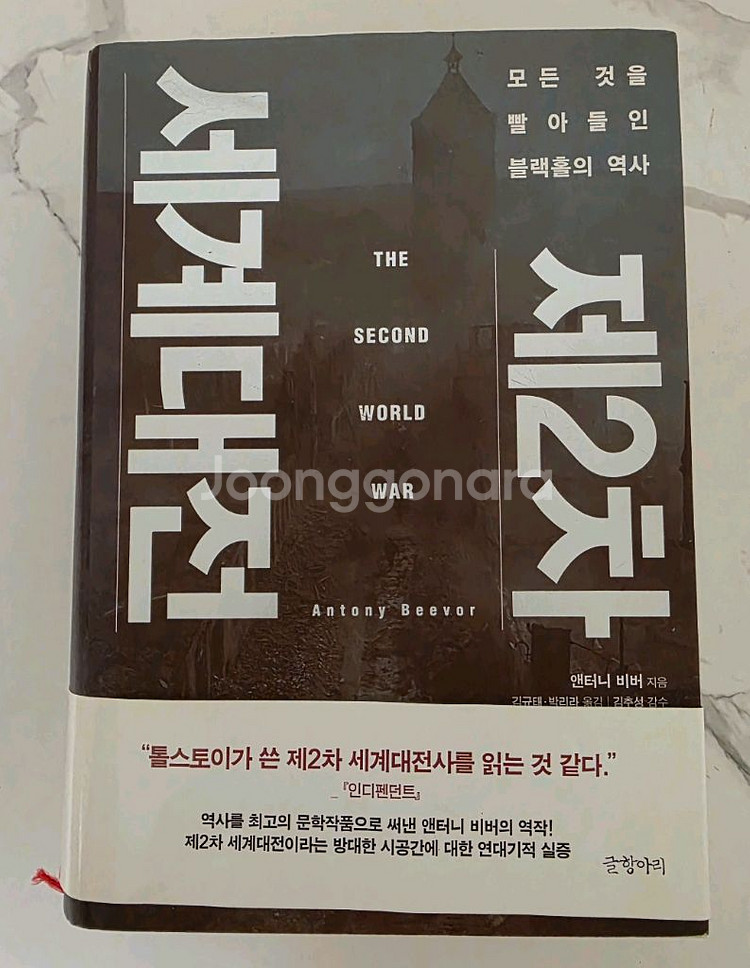 모든 것을
빨아들인
블랙홀의 역사
제2차
세계대전
THE
SECOND
WORLD
WAR
Antony Beevor
앤터니 비버 지음
김규태·박리라 옮김 | 김추성 감수
“톨스토이가 쓴 제2차 세계대전사를 읽는 것 같다.”
_『인디펜던트』
역사를 최고의 문학작품으로 써낸 앤터니 비버의 역작!
제2차 세계대전이라는 방대한 시공간에 대한 연대기적 실증
글항아리
Joonggonara